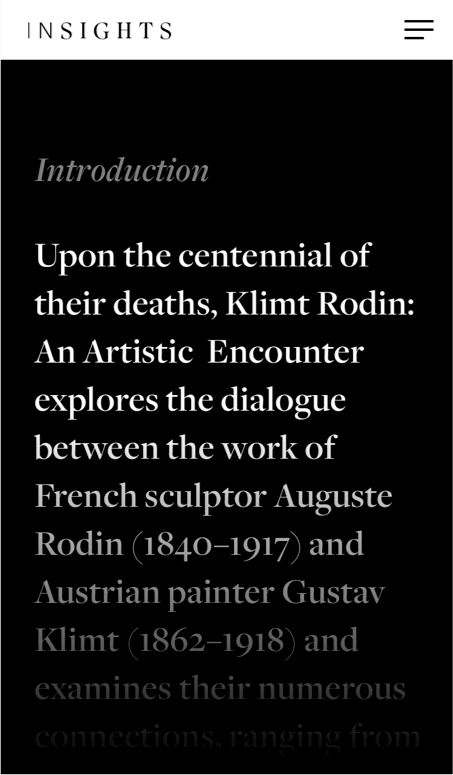 INSIGHTS
Introduction
Upon the centennial of
their deaths, Klimt Rodin:
An Artistic Encounter
explores the dialogue
between the work of
French sculptor Auguste
Rodin (1840–1917) and
Austrian painter Gustav
Klimt (1862–1918) and
examines their numerous
connections, ranging from